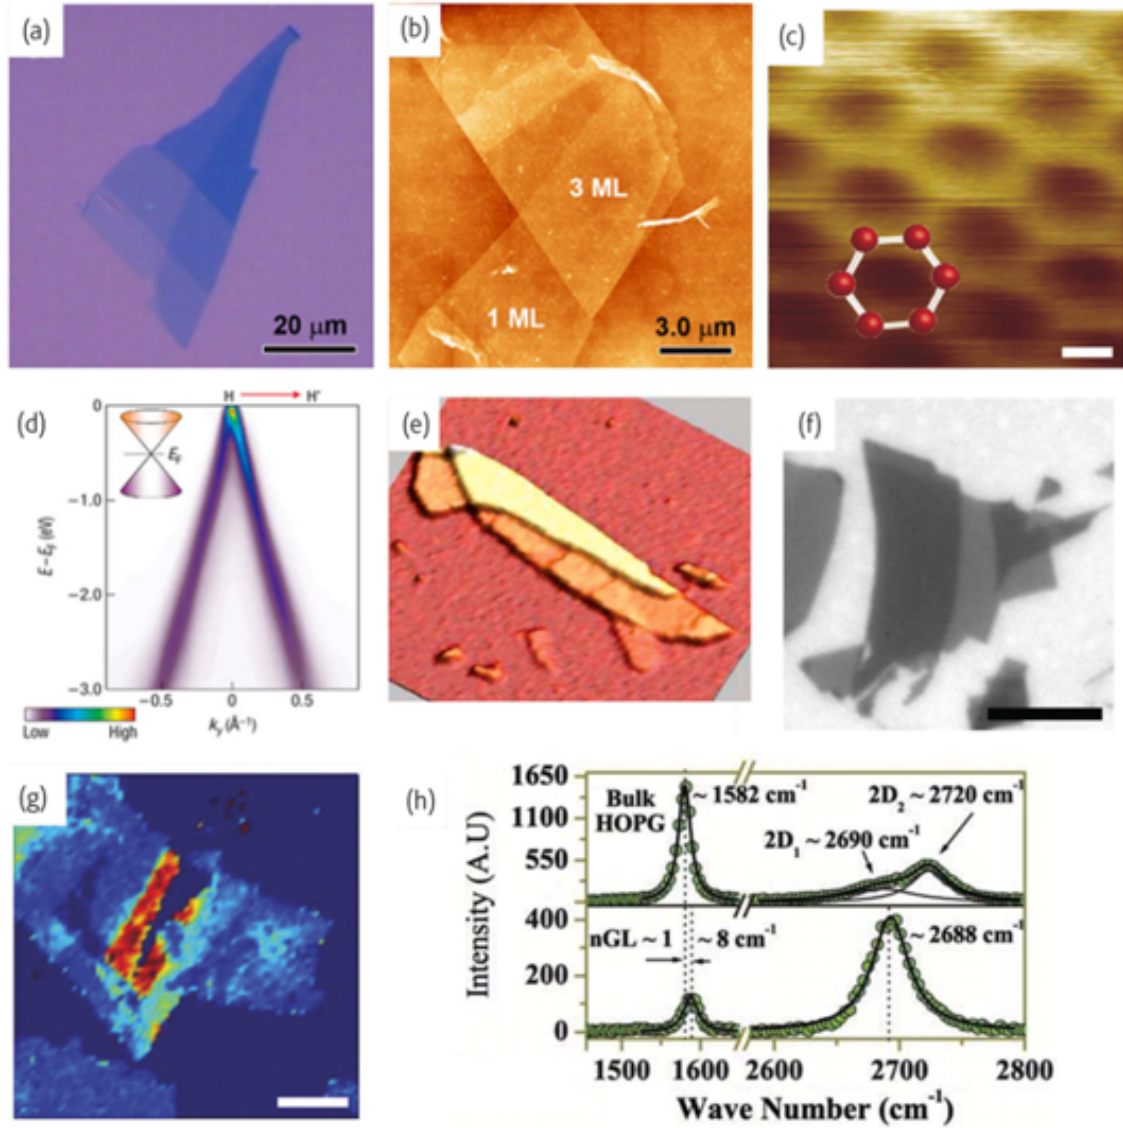 (a)
20 μm
(b)
3 ML
1 ML
3.0 μm
(c)
(d)
H H'
E_F
E – E_F (eV)
0
−1.0
−2.0
−3.0
−0.5 0 0.5
k_y (Å⁻¹)
Low High
(e)
(f)
(g)
(h)
Intensity (A.U)
1650
1100
550
400
200
0
Bulk
HOPG
~1582 cm⁻¹
2D₂ ~ 2720 cm⁻¹
2D₁ ~ 2690 cm⁻¹
nGL ~ 1
~ 8 cm⁻¹
~2688 cm⁻¹
1500 1600 2600 2700 2800
Wave Number (cm⁻¹)